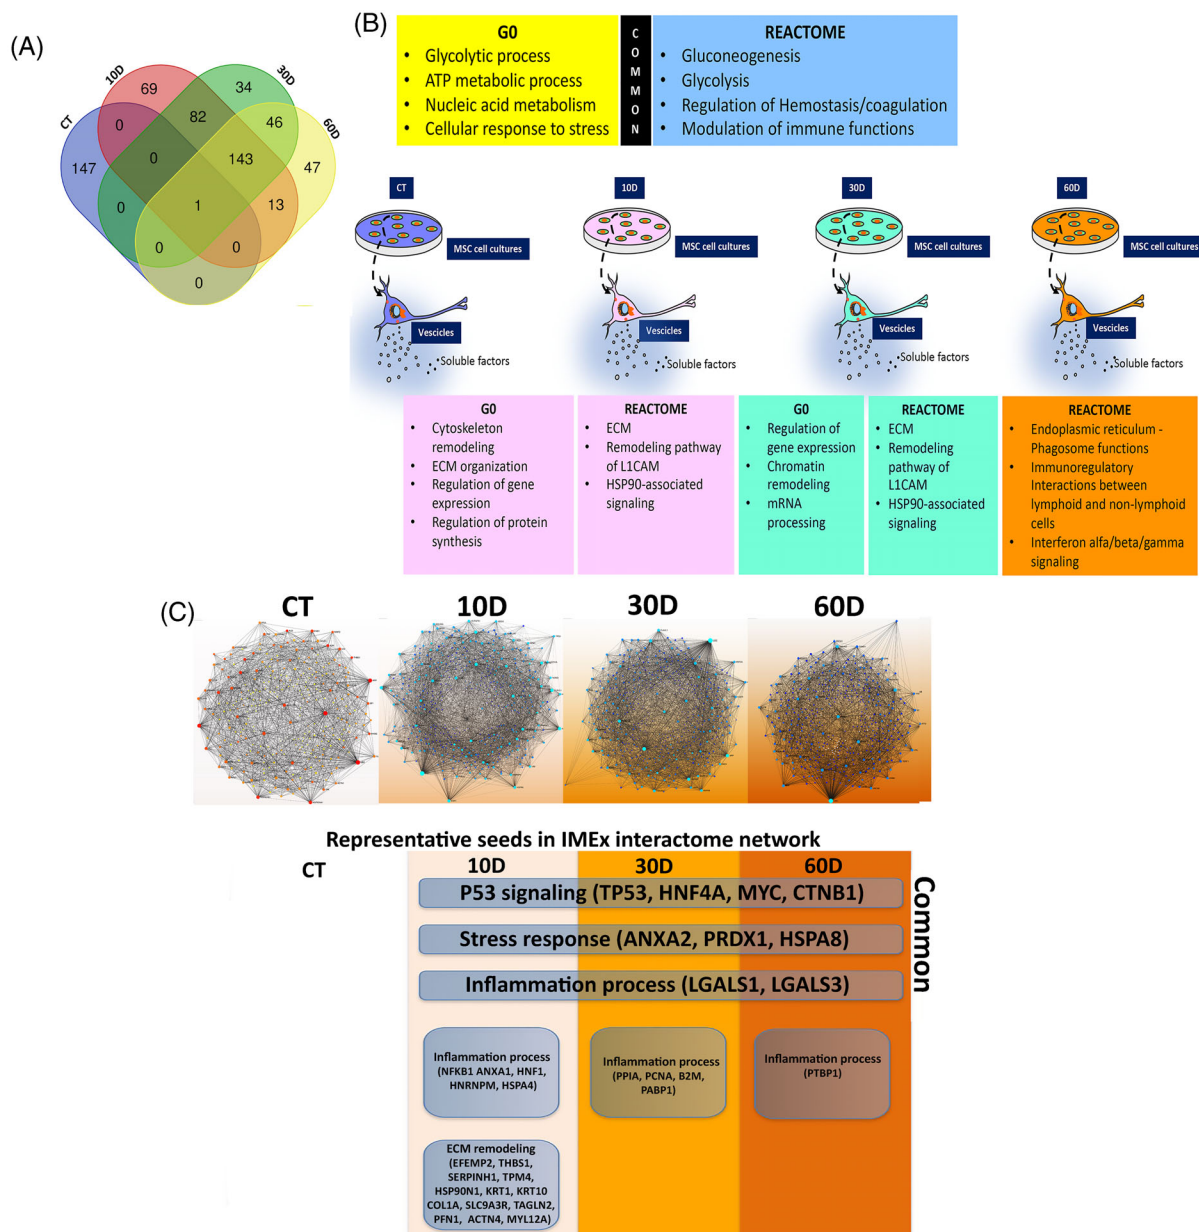 (A)
CT
10D
30D
60D
69
34
0
82
46
147
0
143
47
0
1
13
0
0
0
(B)
G0
• Glycolytic process
• ATP metabolic process
• Nucleic acid metabolism
• Cellular response to stress
COMMON
REACTOME
• Gluconeogenesis
• Glycolysis
• Regulation of Hemostasis/coagulation
• Modulation of immune functions
CT
10D
30D
60D
MSC cell cultures
MSC cell cultures
MSC cell cultures
MSC cell cultures
Vescicles
Vescicles
Vescicles
Vescicles
Soluble factors
Soluble factors
Soluble factors
Soluble factors
G0
• Cytoskeleton
remodeling
• ECM organization
• Regulation of gene
expression
• Regulation of protein
synthesis
REACTOME
• ECM
• Remodeling pathway
of L1CAM
• HSP90-associated
signaling
G0
• Regulation of
gene expression
• Chromatin
remodeling
• mRNA
processing
REACTOME
• ECM
• Remodeling
pathway of
L1CAM
• HSP90-associated
signaling
REACTOME
• Endoplasmic reticulum -
Phagosome functions
• Immunoregulatory
Interactions between
lymphoid and non-lymphoid
cells
• Interferon alfa/beta/gamma
signaling
(C)
CT
10D
30D
60D
Representative seeds in IMEx interactome network
CT
10D
30D
60D
P53 signaling (TP53, HNF4A, MYC, CTNB1)
Stress response (ANXA2, PRDX1, HSPA8)
Inflammation process (LGALS1, LGALS3)
Common
Inflammation process
(NFKB1 ANXA1, HNF1,
HNRNPM, HSPA4)
Inflammation process
(PPIA, PCNA, B2M,
PABP1)
Inflammation process
(PTBP1)
ECM remodeling
(EFEMP2, THBS1,
SERPINH1, TPM4,
HSP90N1, KRT1, KRT10
COL1A, SLC9A3R, TAGLN2,
PFN1, ACTN4, MYL12A)